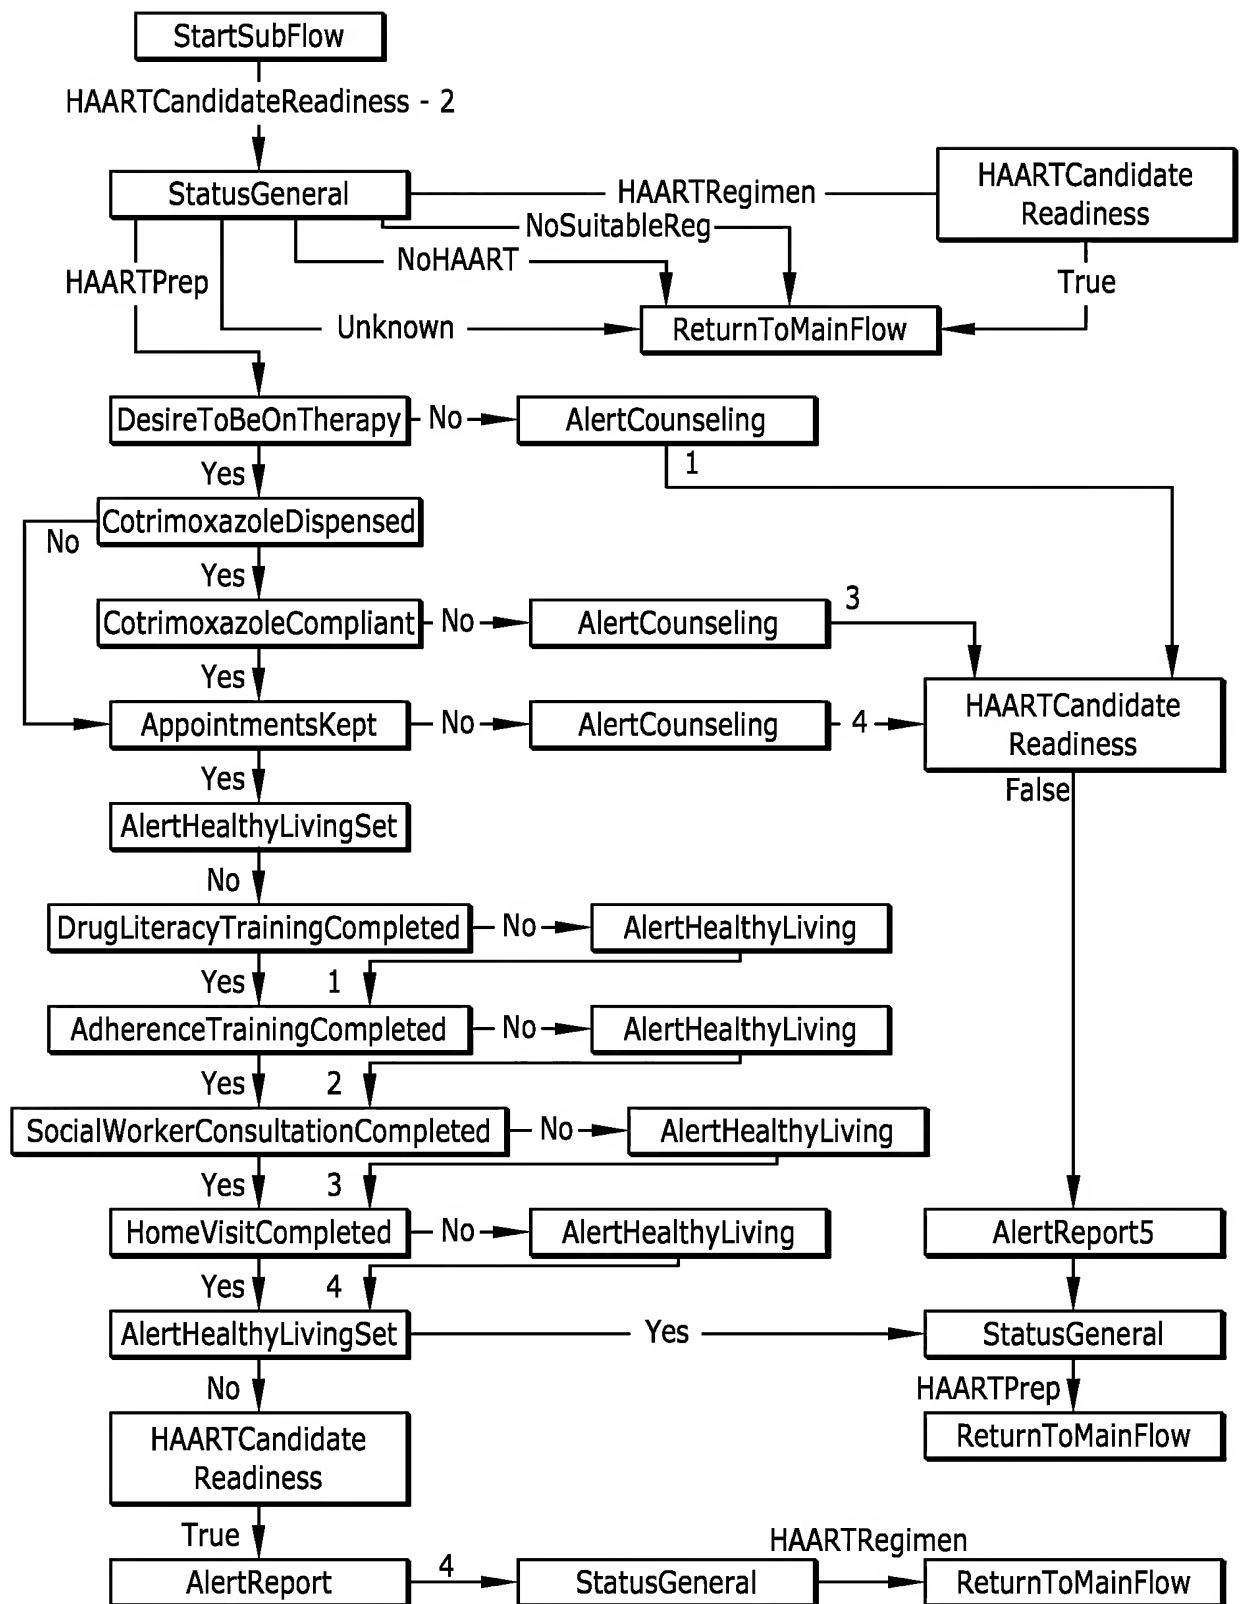 StartSubFlow
HAARTCandidateReadiness - 2
StatusGeneral
HAARTRegimen
HAARTCandidate
Readiness
NoSuitableReg
NoHAART
HAARTPrep
True
Unknown
ReturnToMainFlow
DesireToBeOnTherapy
No
AlertCounseling
1
Yes
CotrimoxazoleDispensed
No
Yes
CotrimoxazoleCompliant
No
AlertCounseling
3
Yes
AppointmentsKept
No
AlertCounseling
4
HAARTCandidate
Readiness
Yes
False
AlertHealthyLivingSet
No
DrugLiteracyTrainingCompleted
No
AlertHealthyLiving
Yes
1
AdherenceTrainingCompleted
No
AlertHealthyLiving
Yes
2
SocialWorkerConsultationCompleted
No
AlertHealthyLiving
Yes
3
HomeVisitCompleted
No
AlertHealthyLiving
AlertReport5
Yes
4
AlertHealthyLivingSet
Yes
StatusGeneral
No
HAARTPrep
HAARTCandidate
Readiness
ReturnToMainFlow
True
AlertReport
4
StatusGeneral
HAARTRegimen
ReturnToMainFlow